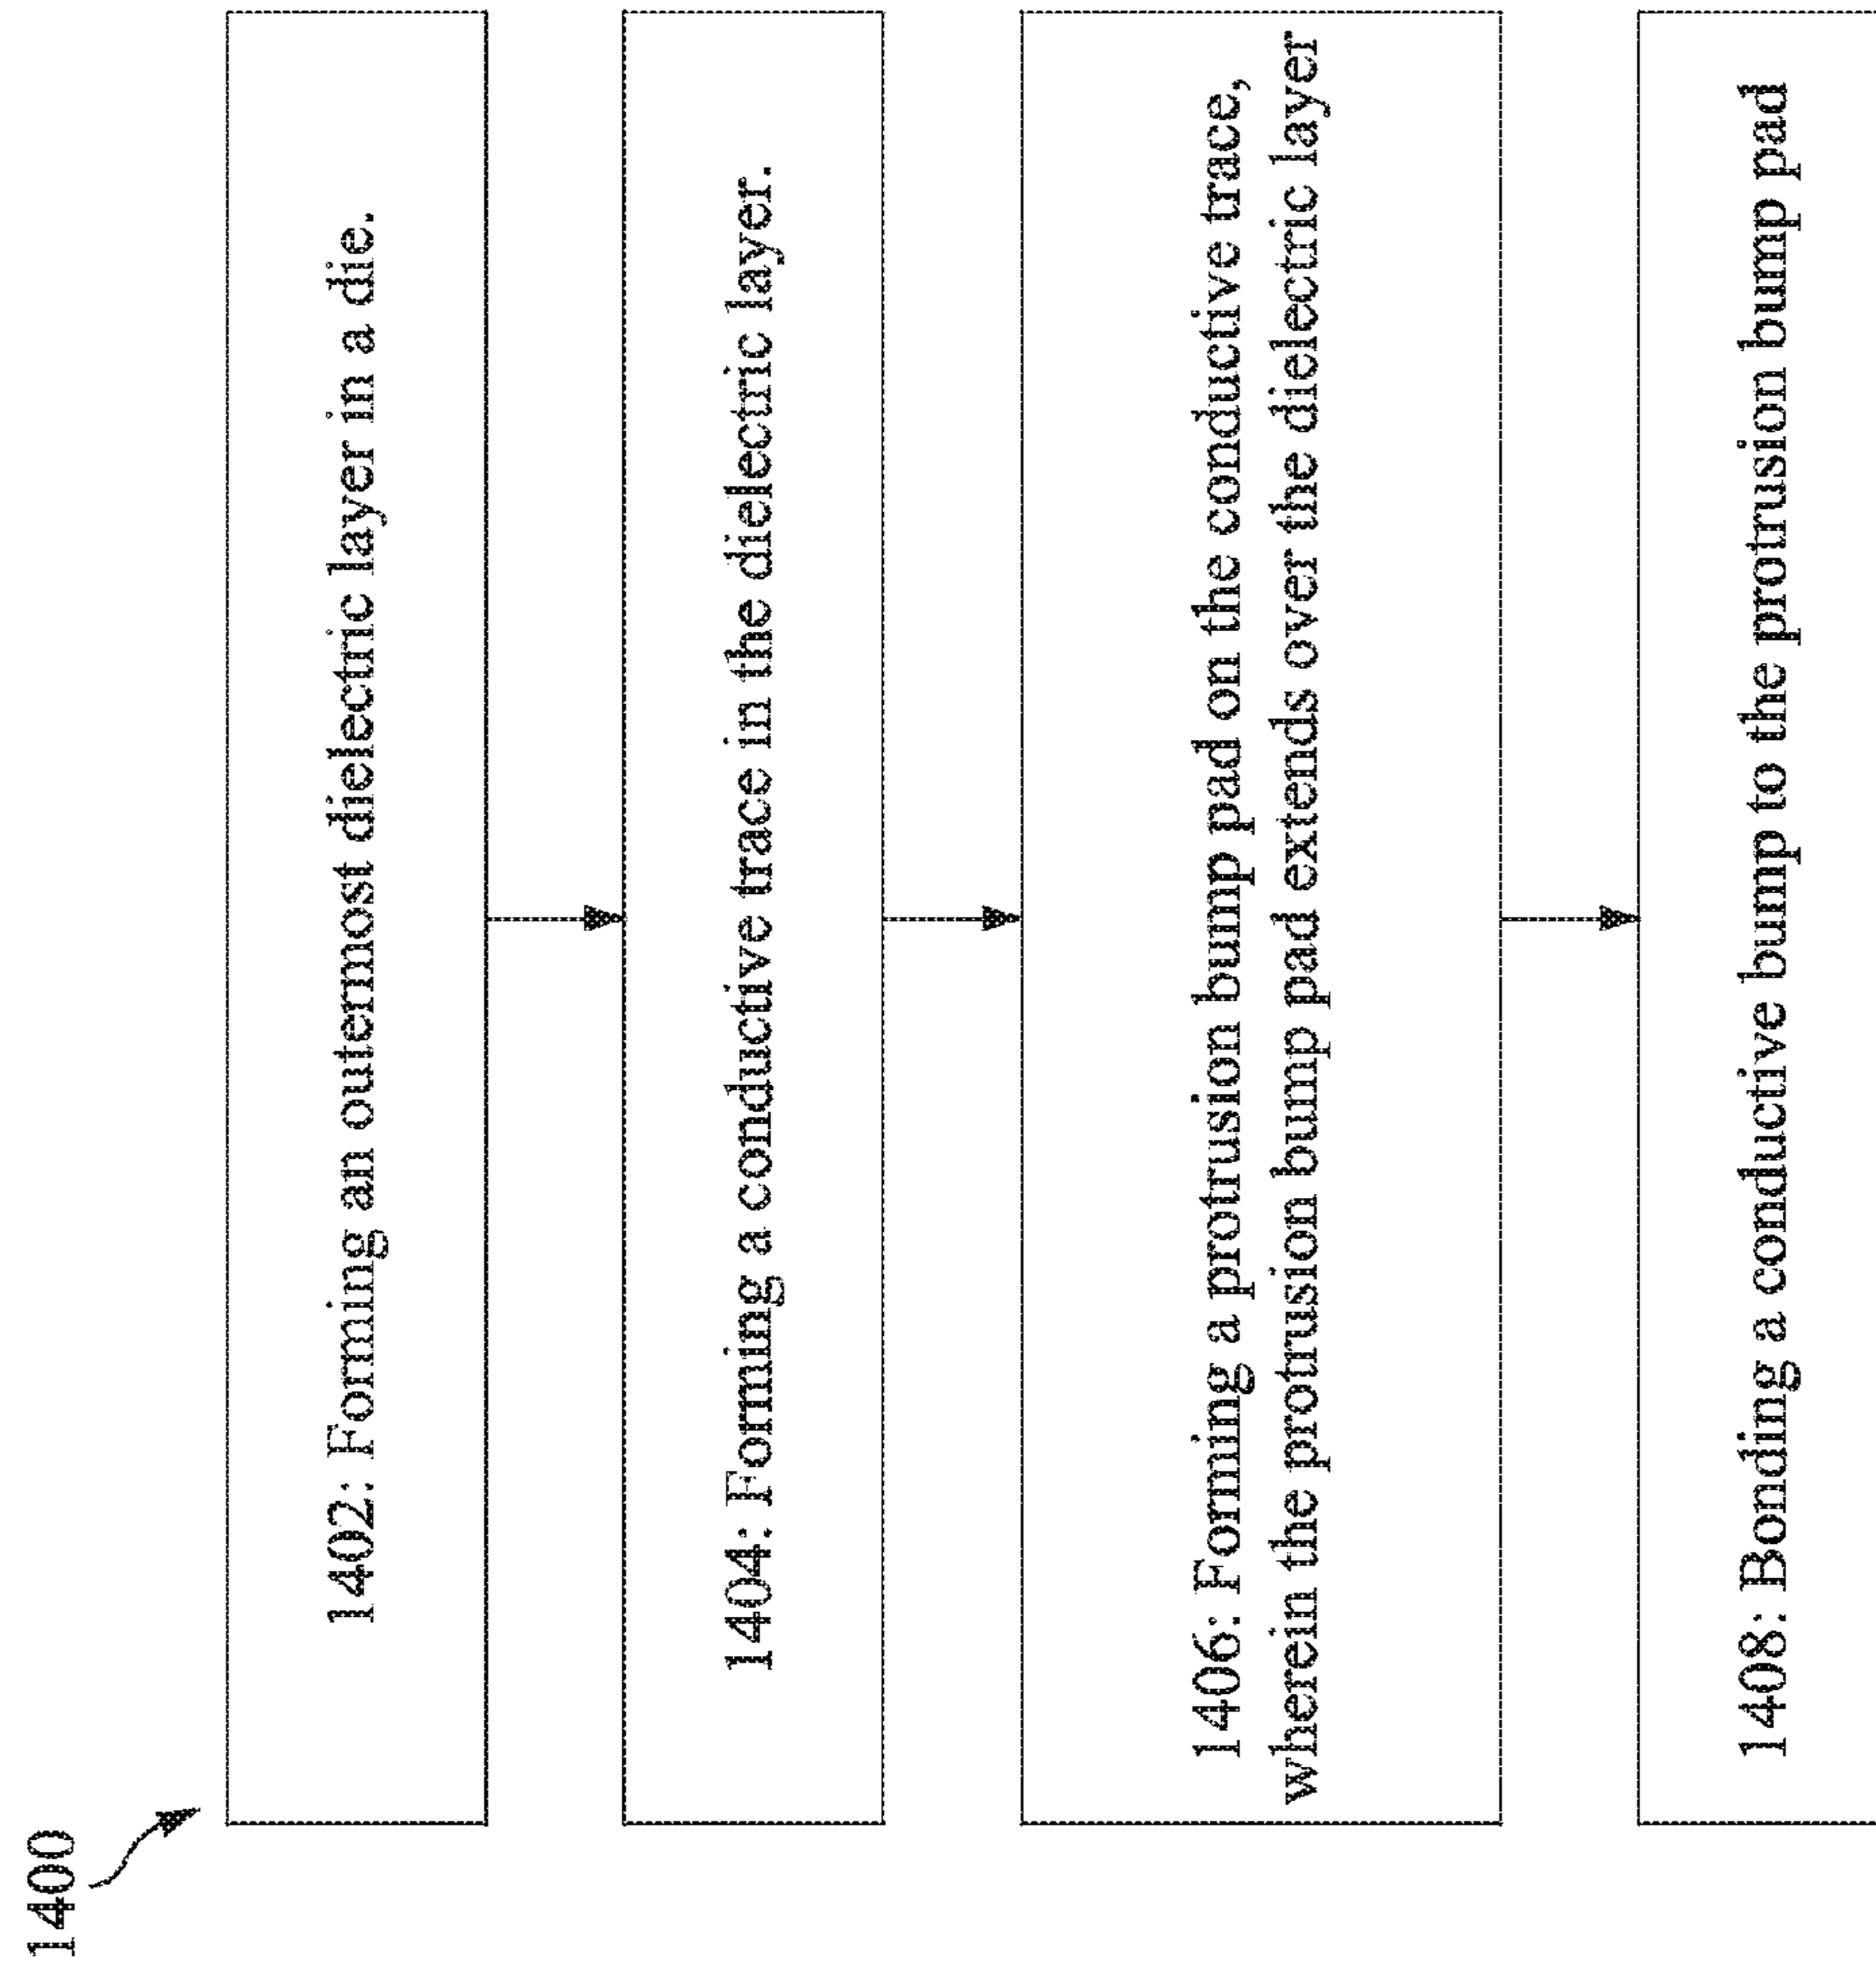 1400
1402: Forming an outermost dielectric layer in a die.
1404: Forming a conductive trace in the dielectric layer.
1406: Forming a protrusion bump pad on the conductive trace,
wherein the protrusion bump pad extends over the dielectric layer
1408: Bonding a conductive bump to the protrusion bump pad